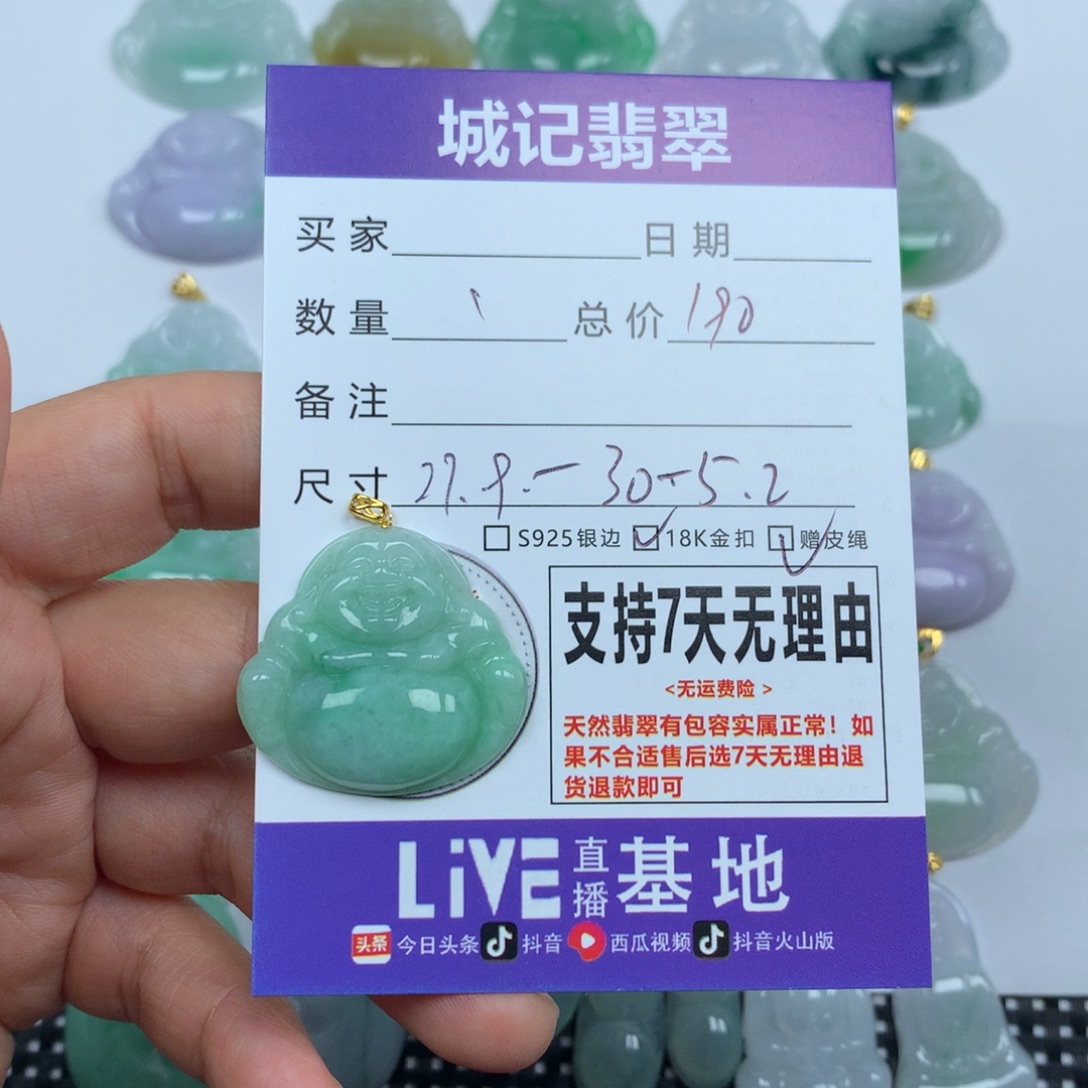 城记翡翠
买家 日期
数量 1 总价 190
备注
尺寸 27.9-30-5.2
S925银边 18K金扣 赠皮绳
支持7天无理由
<无运费险 >
天然翡翠有包容实属正常！如
果不合适售后选7天无理由退
货退款即可
LiVE 直播 基地
头条 今日头条 抖音 西瓜视频 抖音火山版